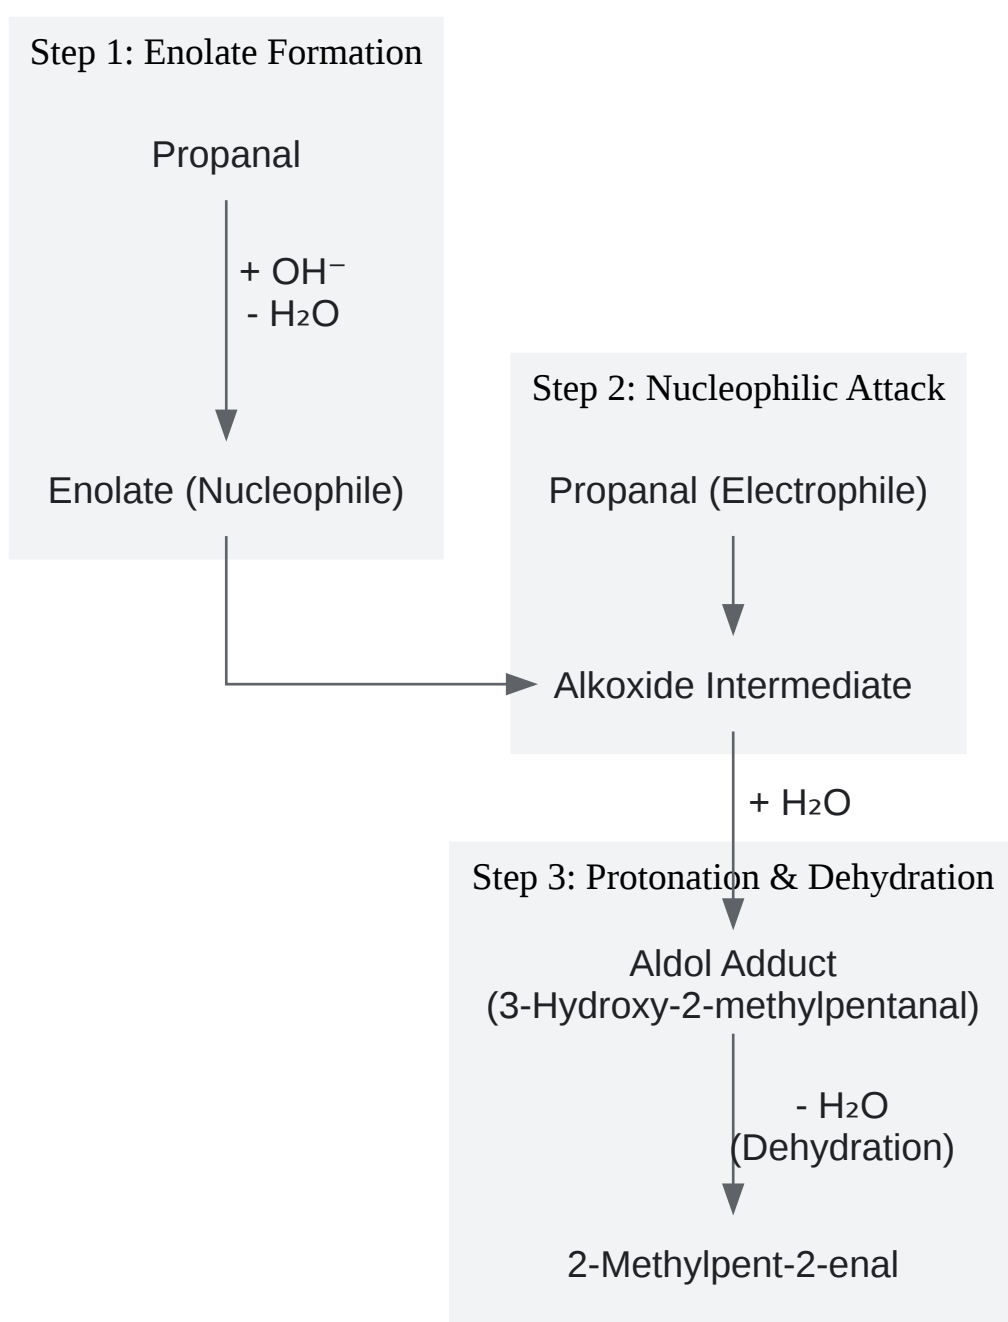 Step 1: Enolate Formation
Propanal
+ OH⁻
- H₂O
Enolate (Nucleophile)
Step 2: Nucleophilic Attack
Propanal (Electrophile)
Alkoxide Intermediate
+ H₂O
Step 3: Protonation & Dehydration
Aldol Adduct
(3-Hydroxy-2-methylpentanal)
- H₂O
(Dehydration)
2-Methylpent-2-enal